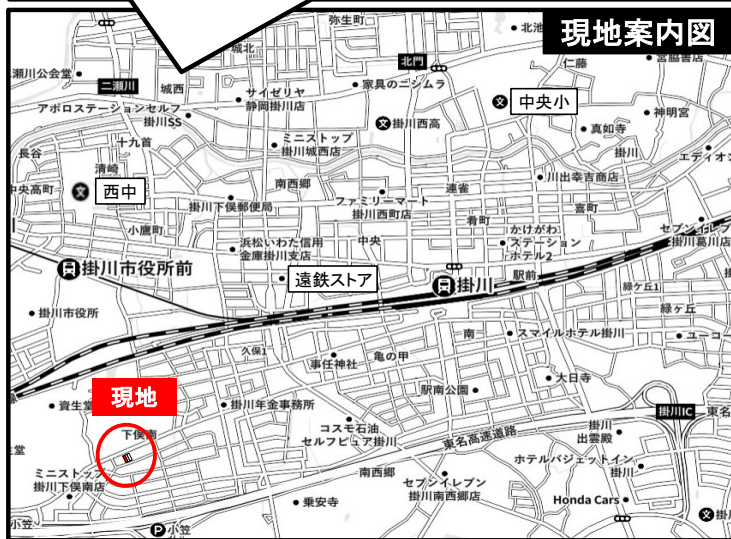 現地案内図
弥生町
北池
宮脇書店
瀬川公会堂
城北
北門
仁藤
二瀬川
城西
家具のニシムラ
サイゼリヤ
静岡掛川店
アポロステーションセルフ
掛川SS
中央小
掛川西高
神明宮
真如寺
十九首
ミニストップ
掛川城西店
掛川
長谷
エディオン
清崎
中央高町
西中
南西郷
連雀
川出幸吉商店
掛川下俣郵便局
ファミリーマート
掛川西町店
喜町
肴町
小鷹町
中央
かけがわ
ステーション
ホテル2
セブンイレブ
掛川葛川店
浜松いわた信用
金庫掛川支店
掛川市役所前
遠鉄ストア
掛川
駅前
緑ヶ丘1
緑ケ丘
掛川市役所
南二
スマイルホテル掛川
ユーコー
久保1
事任神社
亀の甲
現地
資生堂
大日寺
駅南公園
掛川年金事務所
掛川IC
東名
コスモ石油
セルフピュア掛川
東名高速道路
掛川
出雲殿
下俣南
堂
ホテルバジェットイン
掛川
ミニストップ
掛川下俣南店
南西郷
セブンイレブン
掛川南西郷店
乗安寺
Honda Cars
小笠
小笠
掛川